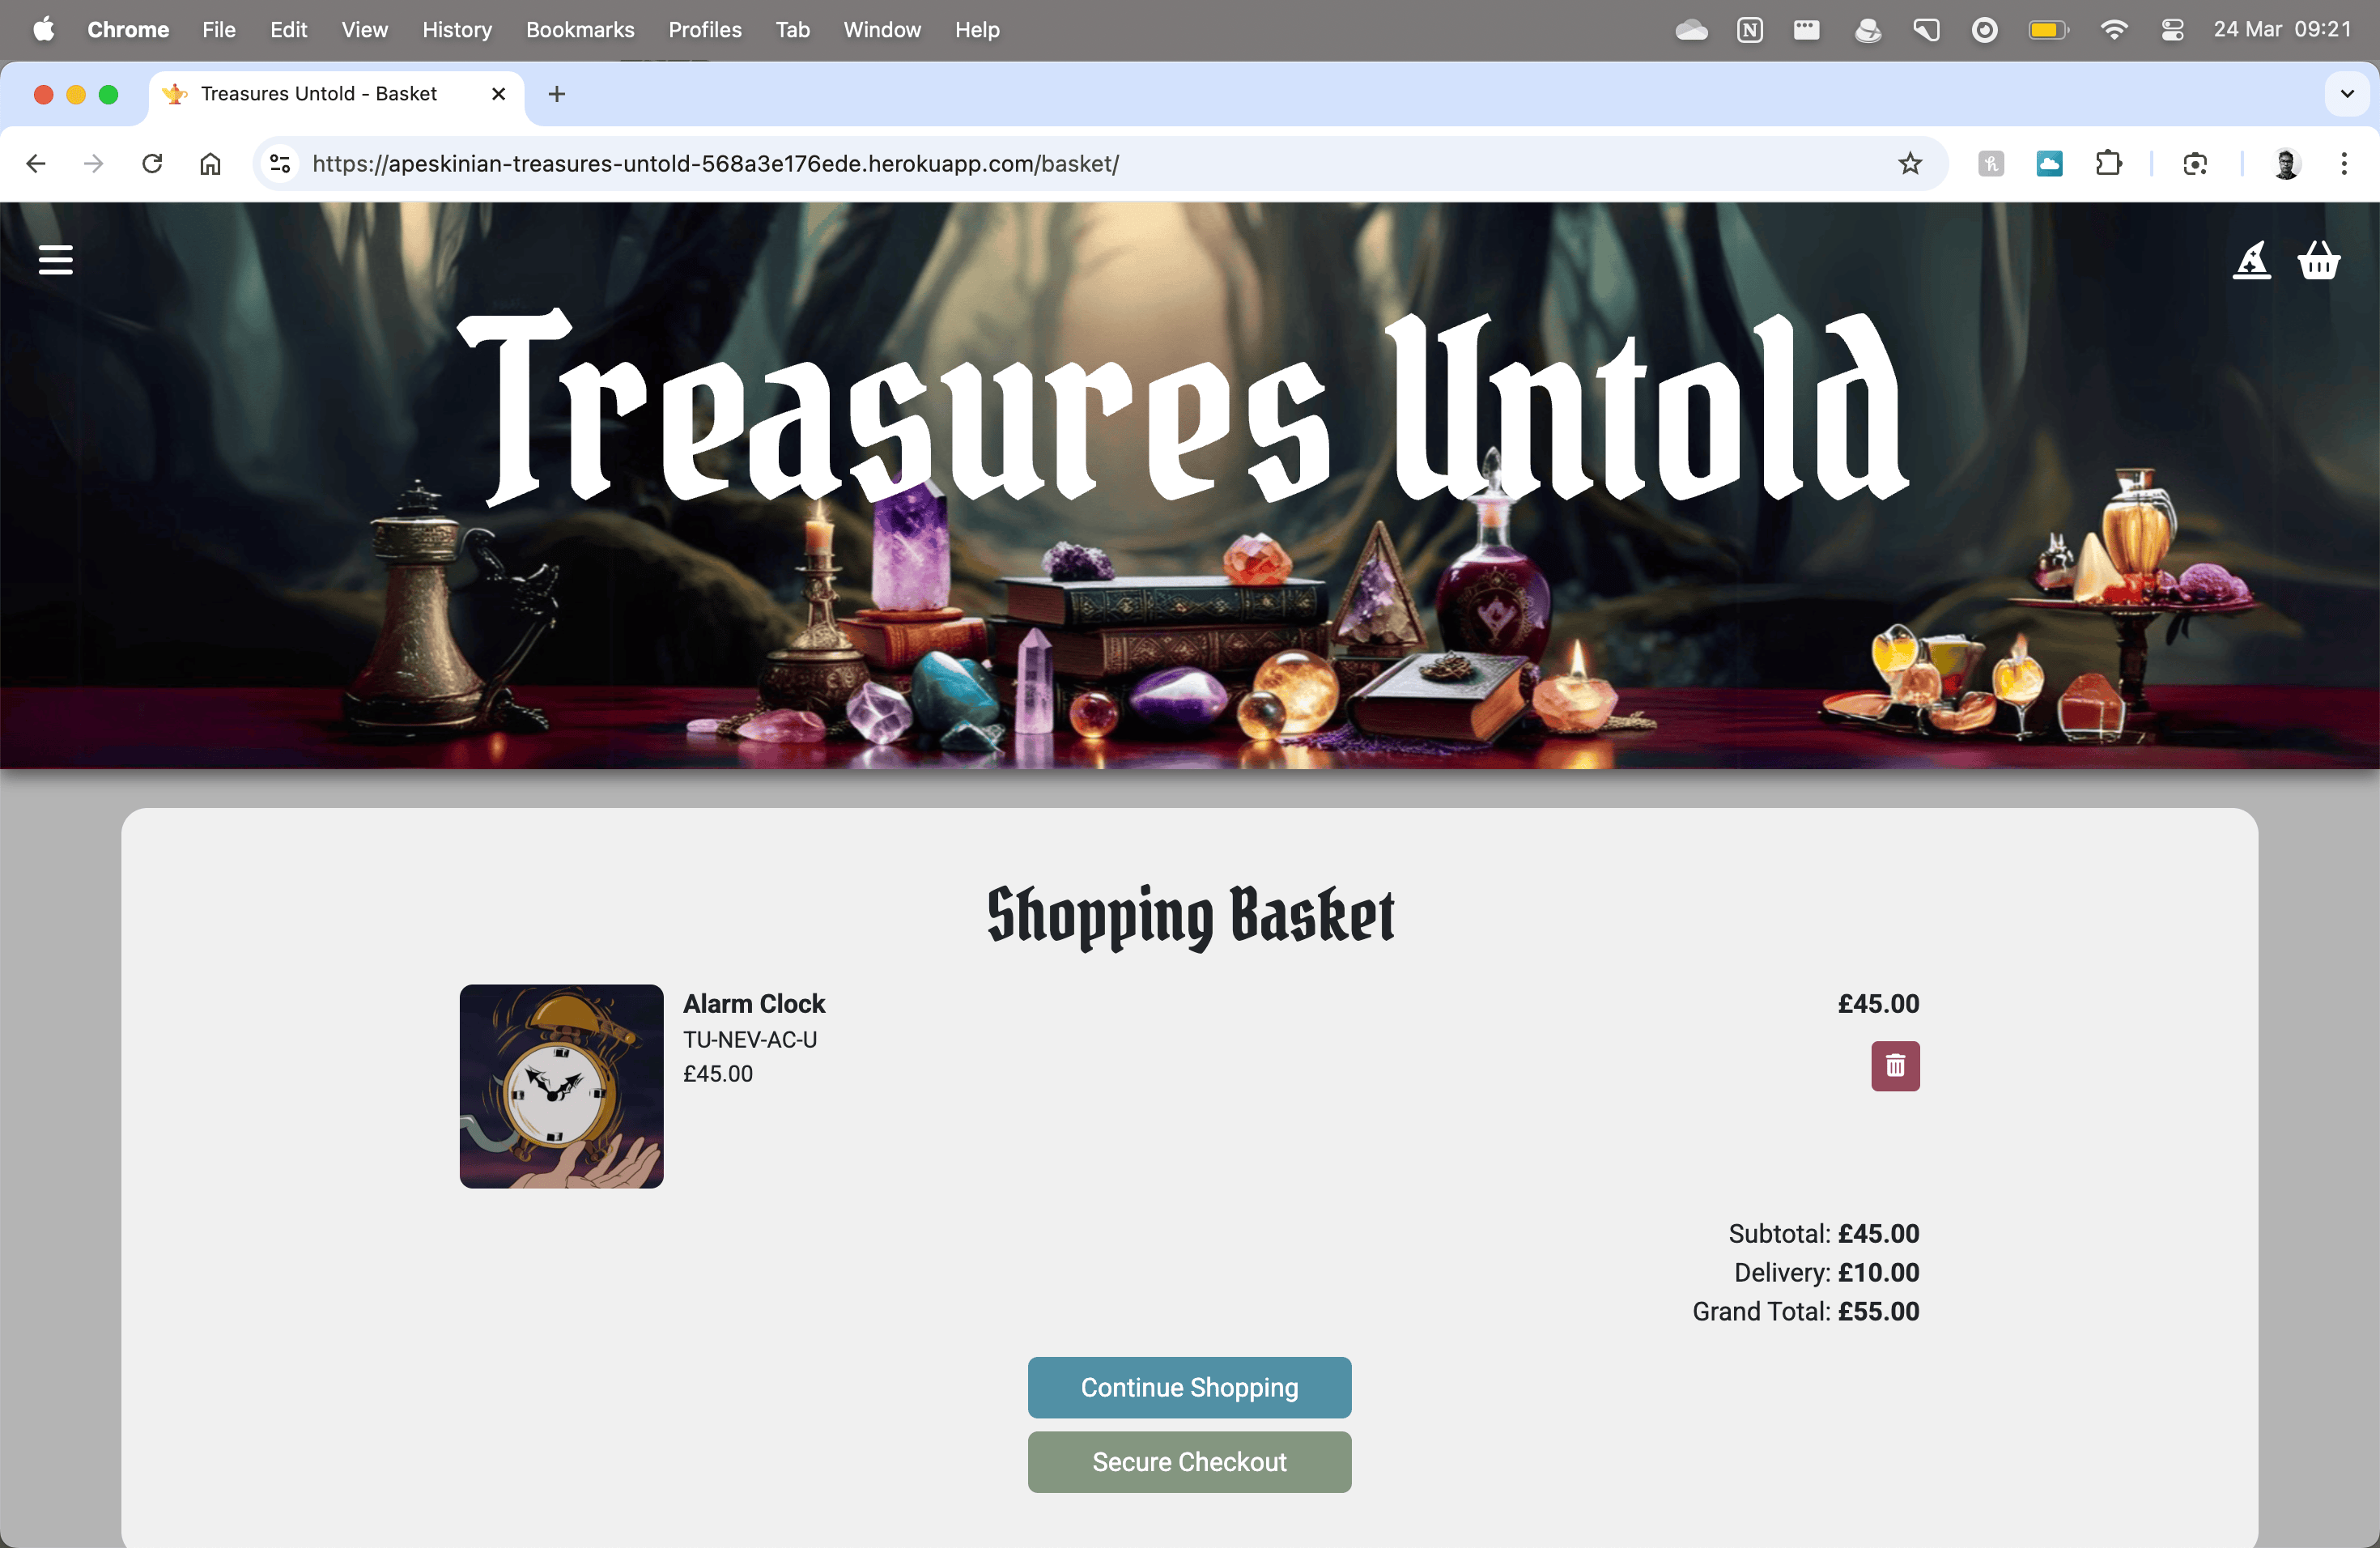 Chrome File Edit View History Bookmarks Profiles Tab Window Help 24 Mar 09:21
Treasures Untold - Basket
https://apeskinian-treasures-untold-568a3e176ede.herokuapp.com/basket/
Treasures Untold
Shopping Basket
Alarm Clock £45.00
TU-NEV-AC-U
£45.00
Subtotal: £45.00
Delivery: £10.00
Grand Total: £55.00
Continue Shopping
Secure Checkout